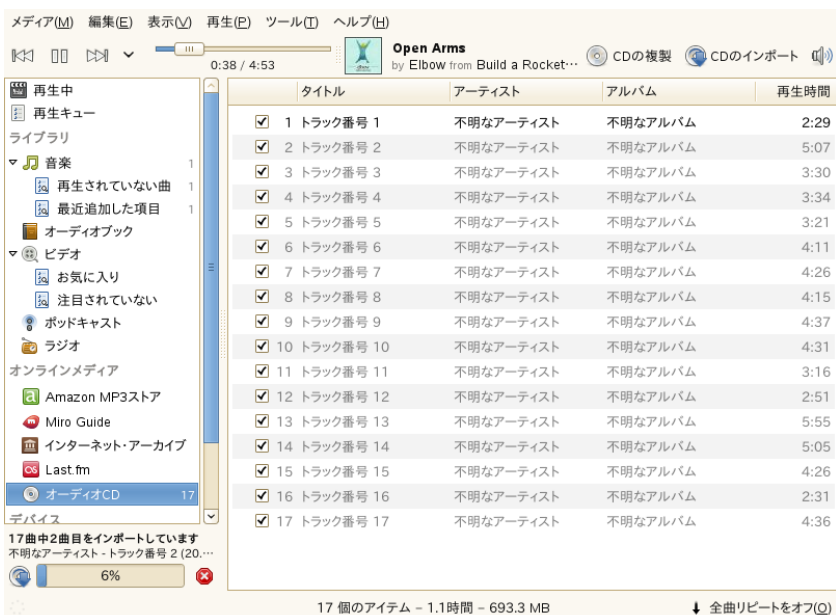 メディア(M) 編集(E) 表示(V) 再生(P) ツール(T) ヘルプ(H)
0:38 / 4:53
Open Arms
by Elbow from Build a Rocket…
CDの複製 CDのインポート
再生中
再生キュー
ライブラリ
音楽 1
再生されていない曲 1
最近追加した項目 1
オーディオブック
ビデオ
お気に入り
注目されていない
ポッドキャスト
ラジオ
オンラインメディア
Amazon MP3ストア
Miro Guide
インターネット・アーカイブ
Last.fm
オーディオCD 17
デバイス
17曲中2曲目をインポートしています
不明なアーティスト - トラック番号 2 (20.…
6%
タイトル アーティスト アルバム 再生時間
1 トラック番号 1 不明なアーティスト 不明なアルバム 2:29
2 トラック番号 2 不明なアーティスト 不明なアルバム 5:07
3 トラック番号 3 不明なアーティスト 不明なアルバム 3:30
4 トラック番号 4 不明なアーティスト 不明なアルバム 3:34
5 トラック番号 5 不明なアーティスト 不明なアルバム 3:21
6 トラック番号 6 不明なアーティスト 不明なアルバム 4:11
7 トラック番号 7 不明なアーティスト 不明なアルバム 4:26
8 トラック番号 8 不明なアーティスト 不明なアルバム 4:15
9 トラック番号 9 不明なアーティスト 不明なアルバム 4:37
10 トラック番号 10 不明なアーティスト 不明なアルバム 4:31
11 トラック番号 11 不明なアーティスト 不明なアルバム 3:16
12 トラック番号 12 不明なアーティスト 不明なアルバム 2:51
13 トラック番号 13 不明なアーティスト 不明なアルバム 5:55
14 トラック番号 14 不明なアーティスト 不明なアルバム 5:05
15 トラック番号 15 不明なアーティスト 不明なアルバム 4:26
16 トラック番号 16 不明なアーティスト 不明なアルバム 2:31
17 トラック番号 17 不明なアーティスト 不明なアルバム 4:36
17 個のアイテム – 1.1時間 – 693.3 MB
全曲リピートをオフ(O)